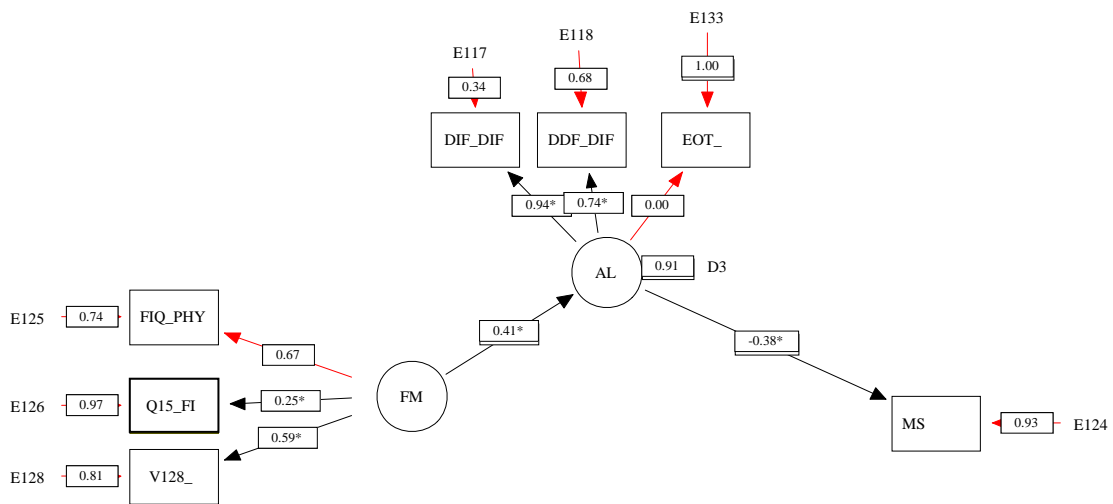 E133
E118
E117
1.00
0.68
0.34
DIF_DIF
DDF_DIF
EOT_
0.94*
0.74*
0.00
AL
0.91
D3
E125
0.74
FIQ_PHY
0.41*
-0.38*
0.67
FM
E126
0.97
Q15_FI
0.25*
MS
0.93
E124
0.59*
E128
0.81
V128_